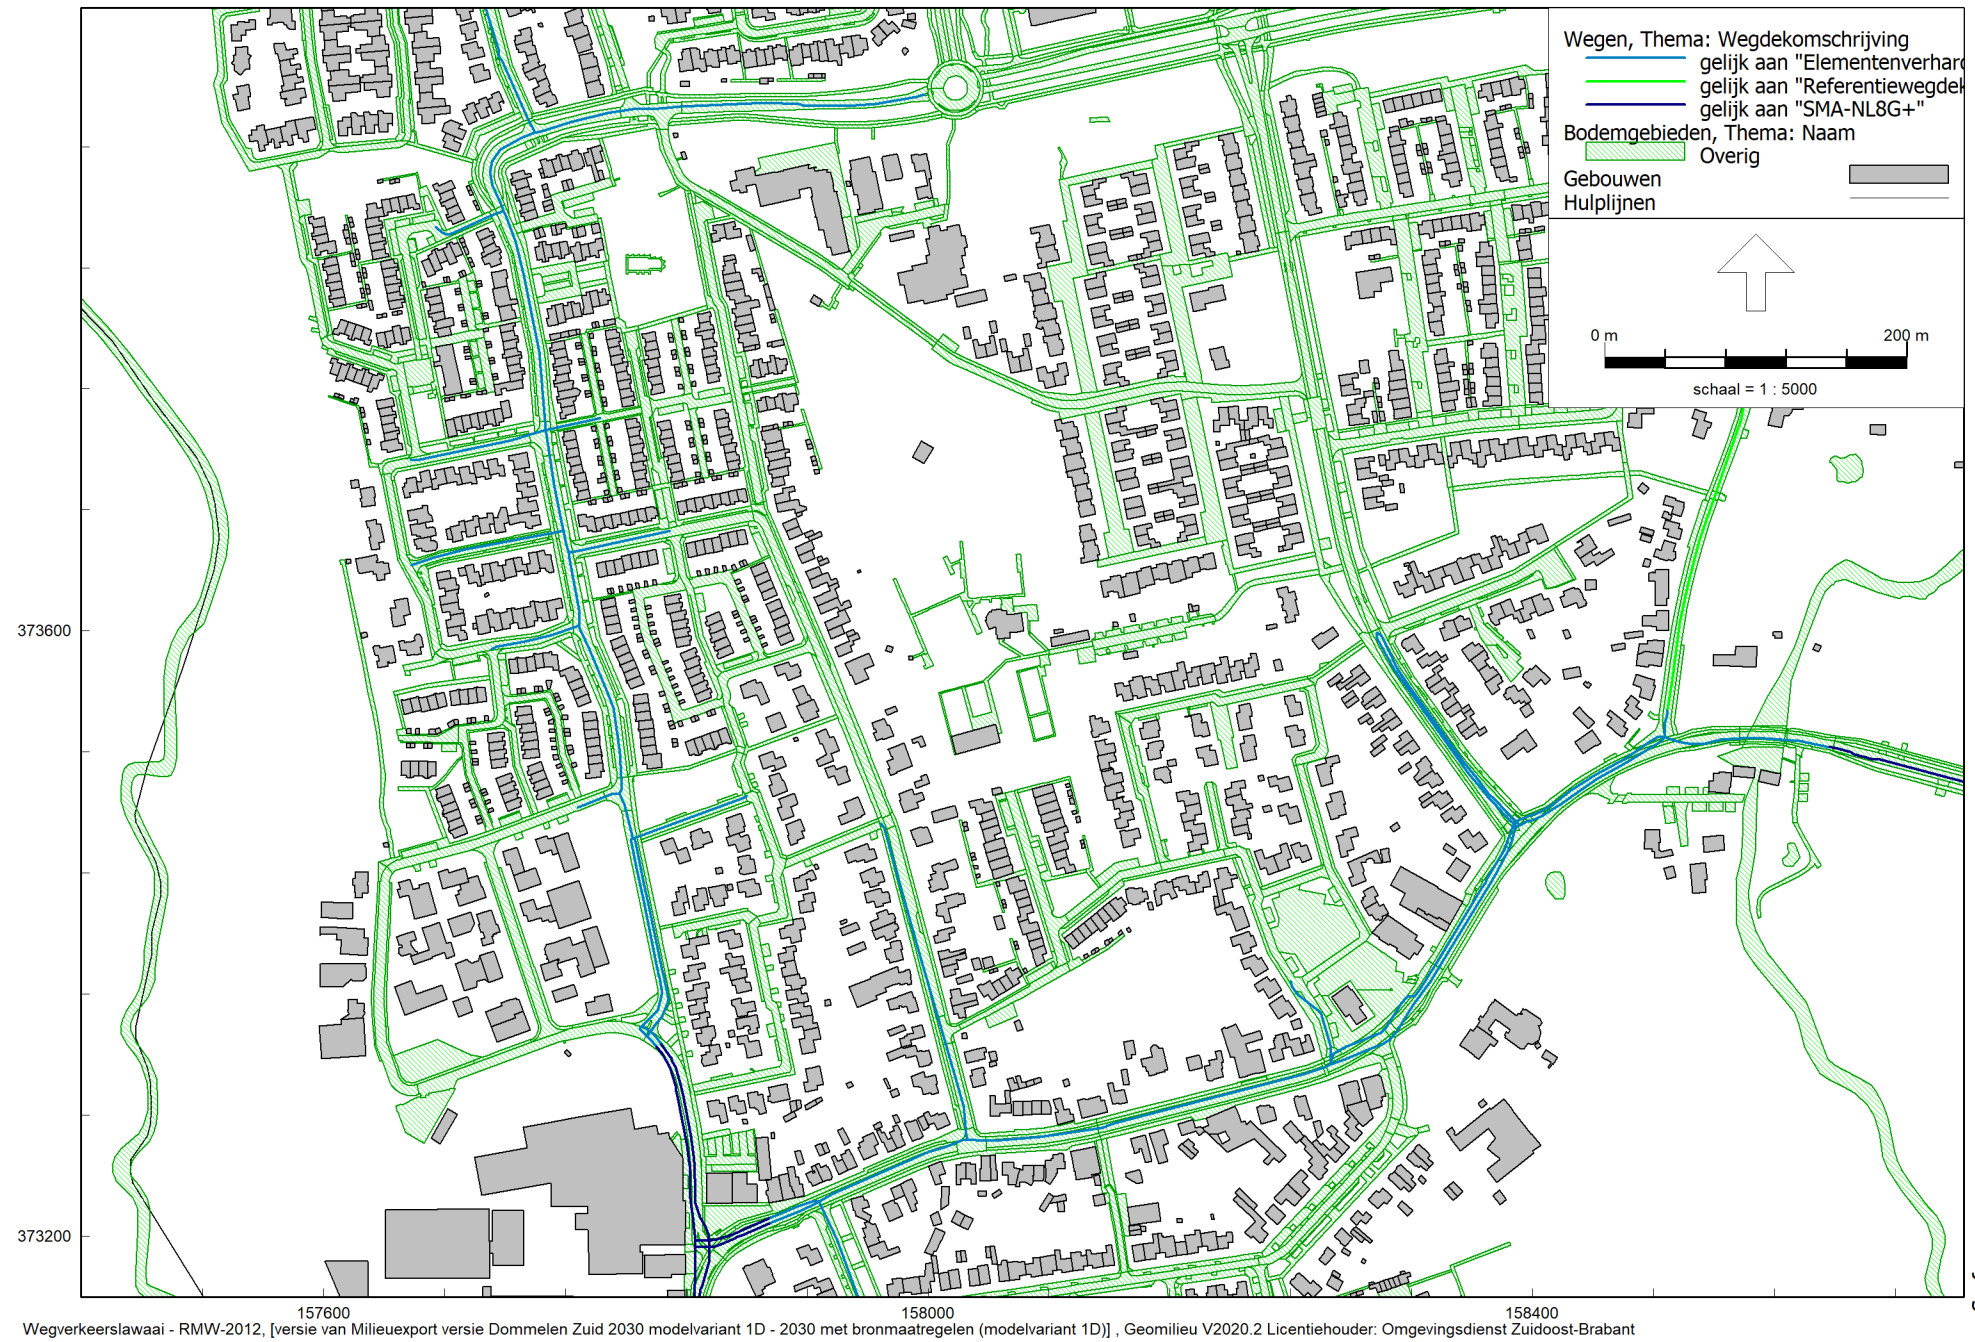 Wegen, Thema: Wegdekomschrijving
gelijk aan "Elementenverhard
gelijk aan "Referentiewegdek
gelijk aan "SMA-NL8G+"
Bodemgebieden, Thema: Naam
Overig
Gebouwen
Hulplijnen
0 m 200 m
schaal = 1 : 5000
373600
373200
157600 158000 158400
Wegverkeerslawaai - RMW-2012, [versie van Milieuexport versie Dommelen Zuid 2030 modelvariant 1D - 2030 met bronmaatregelen (modelvariant 1D)] , Geomilieu V2020.2 Licentiehouder: Omgevingsdienst Zuidoost-Brabant